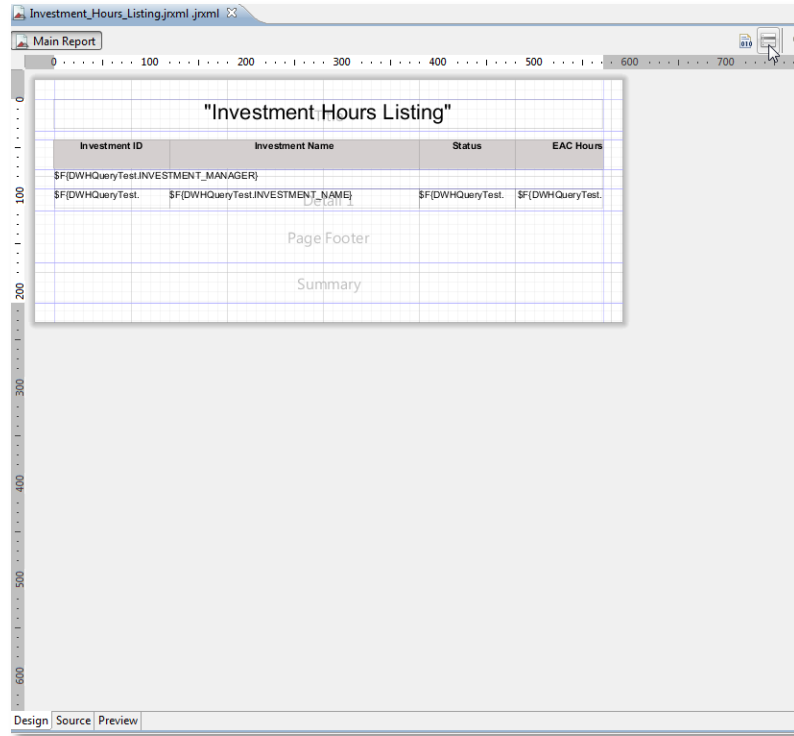 Investment_Hours_Listing.jrxml .jrxml
Main Report
010
0 100 200 300 400 500 600 700
"Investment Hours Listing"
Title
Investment ID Investment Name Status EAC Hours
$F{DWHQueryTest.INVESTMENT_MANAGER}
$F{DWHQueryTest. $F{DWHQueryTest.INVESTMENT_NAME} $F{DWHQueryTest. $F{DWHQueryTest.
Detail 1
Page Footer
Summary
0
100
200
300
400
500
600
Design Source Preview